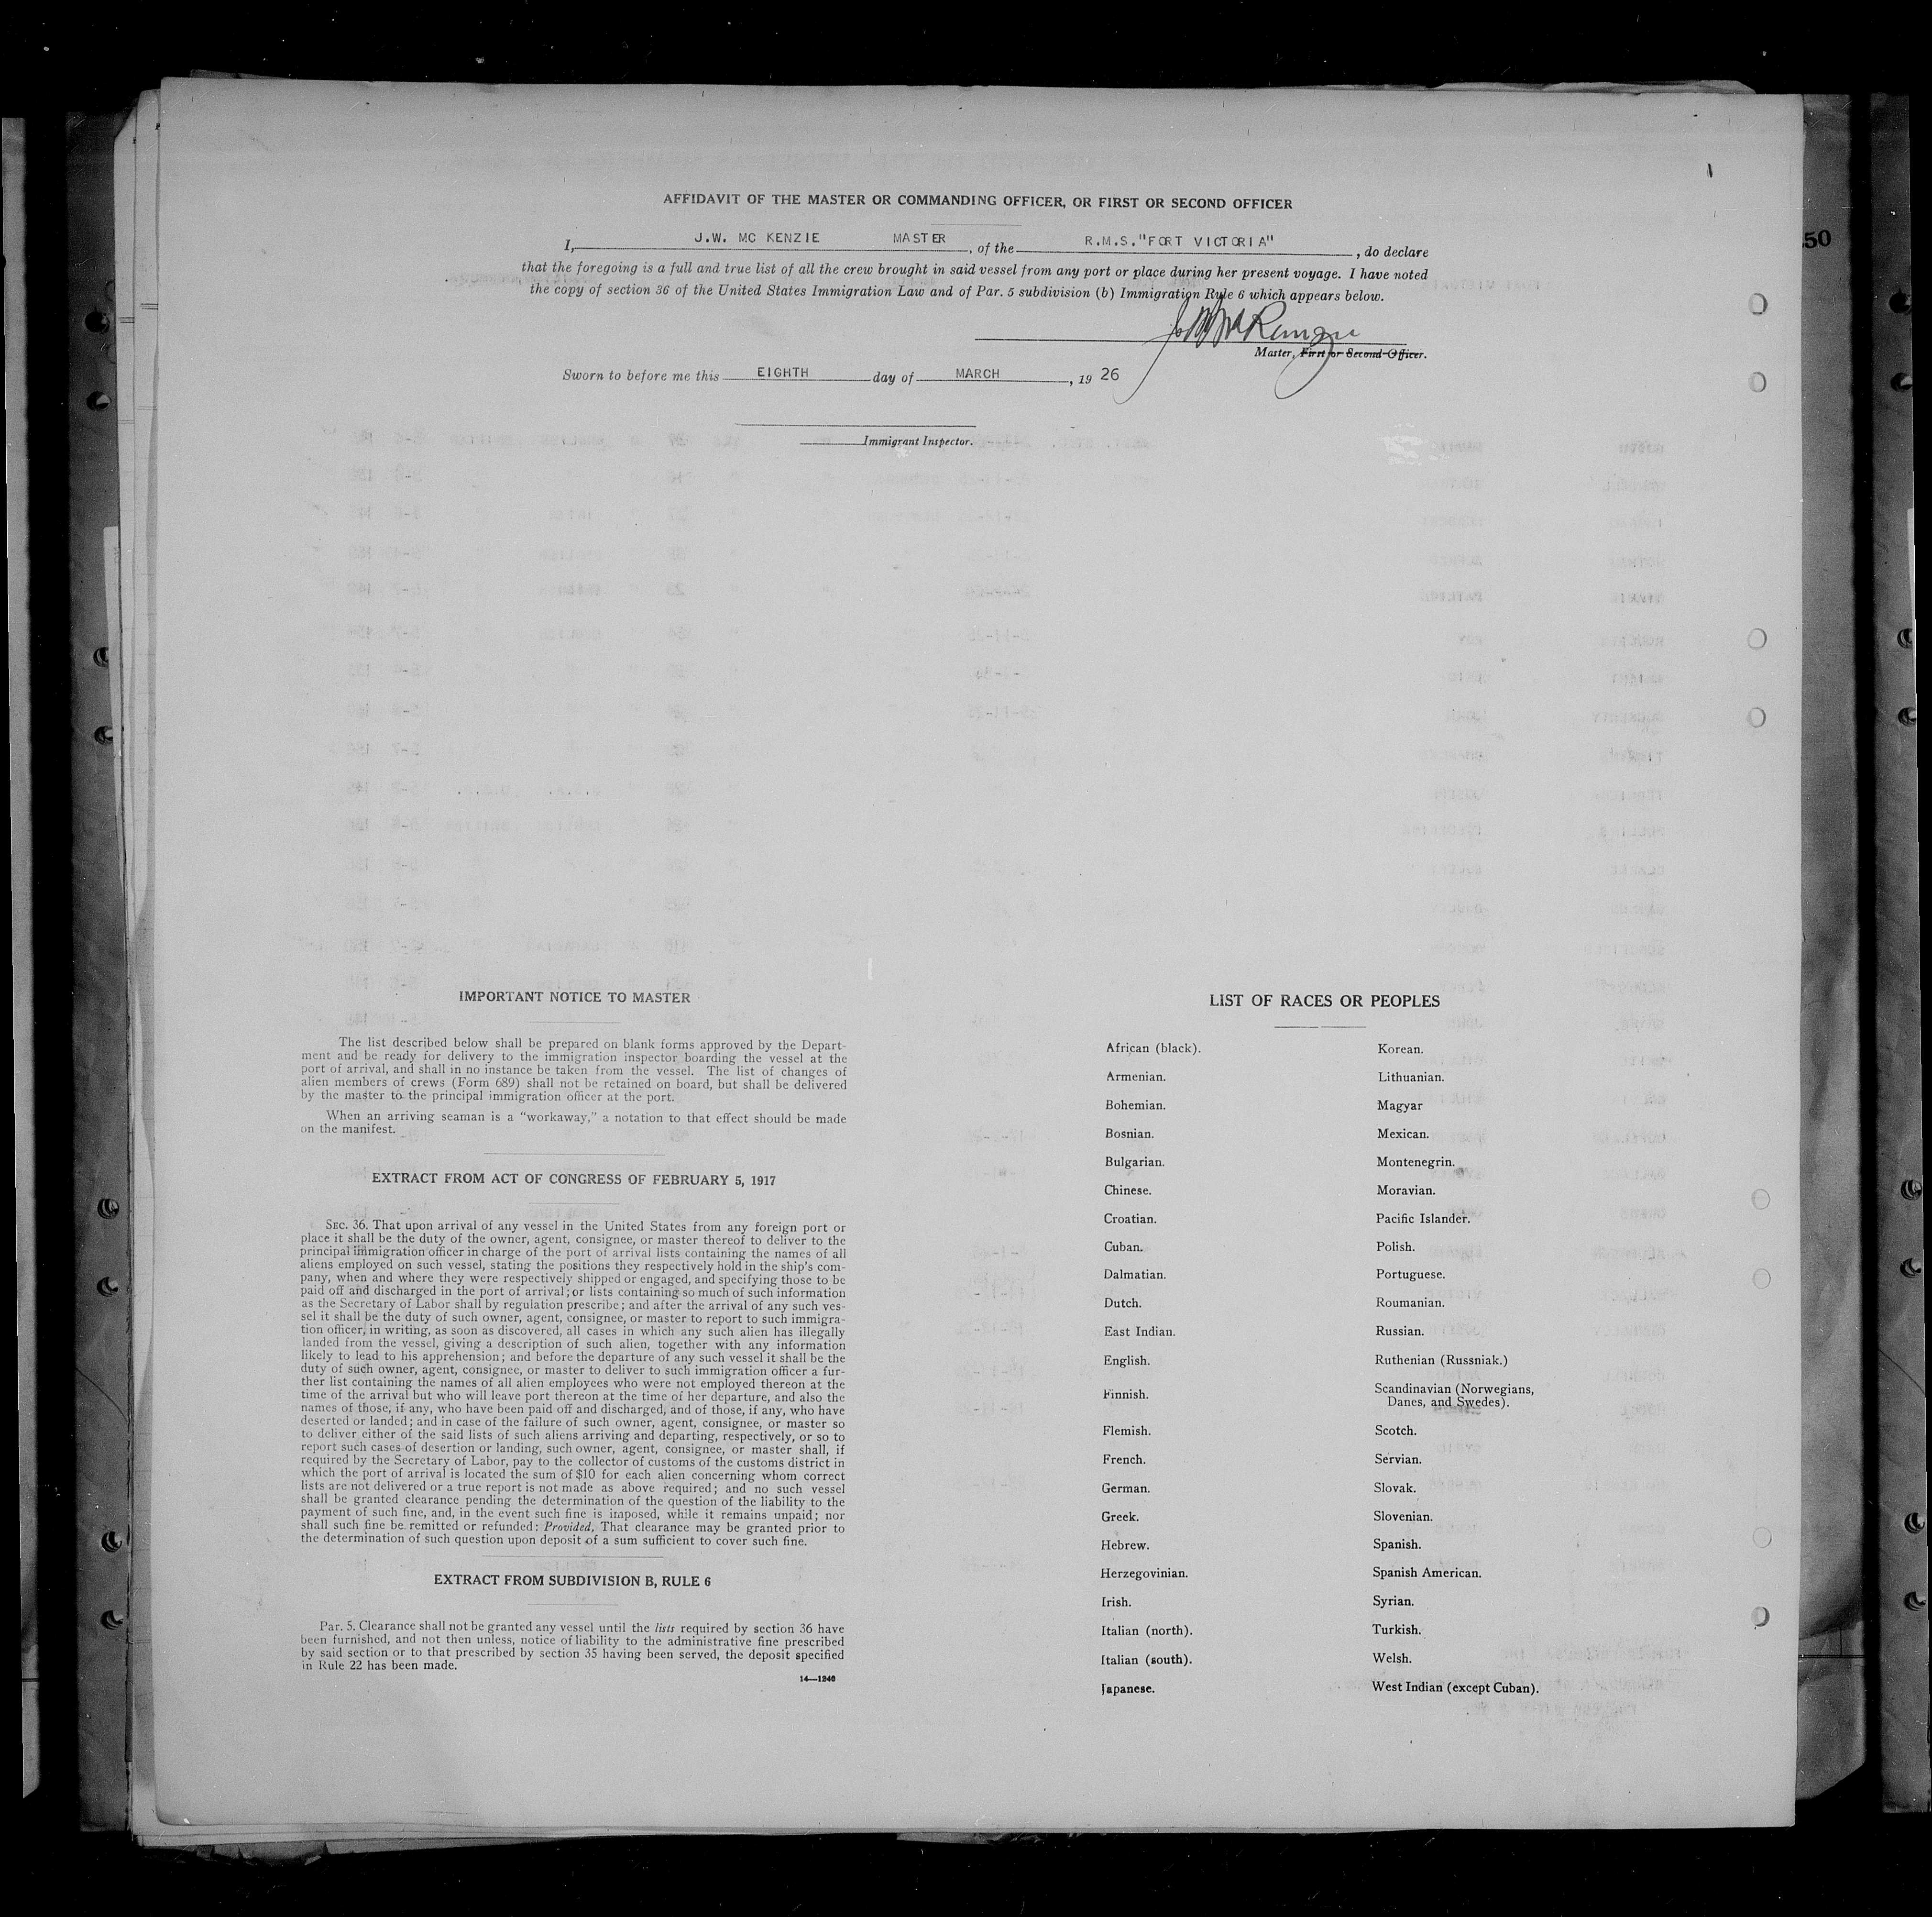 AFFIDAVIT OF THE MASTER OR COMMANDING OFFICER, OR FIRST OR SECOND OFFICER
I, J.W. MC KENZIE MASTER, of the R.M.S."FORT VICTORIA", do declare
that the foregoing is a full and true list of all the crew brought in said vessel from any port or place during her present voyage. I have noted
the copy of section 36 of the United States Immigration Law and of Par. 5 subdivision (b) Immigration Rule 6 which appears below.
Master, First or Second Officer.
Sworn to before me this EIGHTH day of MARCH, 19 26
Immigrant Inspector.
50
IMPORTANT NOTICE TO MASTER
The list described below shall be prepared on blank forms approved by the Depart-
ment and be ready for delivery to the immigration inspector boarding the vessel at the
port of arrival, and shall in no instance be taken from the vessel. The list of changes of
alien members of crews (Form 689) shall not be retained on board, but shall be delivered
by the master to the principal immigration officer at the port.
When an arriving seaman is a "workaway," a notation to that effect should be made
on the manifest.
EXTRACT FROM ACT OF CONGRESS OF FEBRUARY 5, 1917
SEC. 36. That upon arrival of any vessel in the United States from any foreign port or
place it shall be the duty of the owner, agent, consignee, or master thereof to deliver to the
principal immigration officer in charge of the port of arrival lists containing the names of all
aliens employed on such vessel, stating the positions they respectively hold in the ship's com-
pany, when and where they were respectively shipped or engaged, and specifying those to be
paid off and discharged in the port of arrival; or lists containing so much of such information
as the Secretary of Labor shall by regulation prescribe; and after the arrival of any such ves-
sel it shall be the duty of such owner, agent, consignee, or master to report to such immigra-
tion officer, in writing, as soon as discovered, all cases in which any such alien has illegally
landed from the vessel, giving a description of such alien, together with any information
likely to lead to his apprehension; and before the departure of any such vessel it shall be the
duty of such owner, agent, consignee, or master to deliver to such immigration officer a fur-
ther list containing the names of all alien employees who were not employed thereon at the
time of the arrival but who will leave port thereon at the time of her departure, and also the
names of those, if any, who have been paid off and discharged, and of those, if any, who have
deserted or landed; and in case of the failure of such owner, agent, consignee, or master so
to deliver either of the said lists of such aliens arriving and departing, respectively, or so to
report such cases of desertion or landing, such owner, agent, consignee, or master shall, if
required by the Secretary of Labor, pay to the collector of customs of the customs district in
which the port of arrival is located the sum of $10 for each alien concerning whom correct
lists are not delivered or a true report is not made as above required; and no such vessel
shall be granted clearance pending the determination of the question of the liability to the
payment of such fine, and, in the event such fine is imposed, while it remains unpaid; nor
shall such fine be remitted or refunded: Provided, That clearance may be granted prior to
the determination of such question upon deposit of a sum sufficient to cover such fine.
EXTRACT FROM SUBDIVISION B, RULE 6
Par. 5. Clearance shall not be granted any vessel until the lists required by section 36 have
been furnished, and not then unless, notice of liability to the administrative fine prescribed
by said section or to that prescribed by section 35 having been served, the deposit specified
in Rule 22 has been made.
14—1240
LIST OF RACES OR PEOPLES
African (black).
Armenian.
Bohemian.
Bosnian.
Bulgarian.
Chinese.
Croatian.
Cuban.
Dalmatian.
Dutch.
East Indian.
English.
Finnish.
Flemish.
French.
German.
Greek.
Hebrew.
Herzegovinian.
Irish.
Italian (north).
Italian (south).
Japanese.
Korean.
Lithuanian.
Magyar
Mexican.
Montenegrin.
Moravian.
Pacific Islander.
Polish.
Portuguese.
Roumanian.
Russian.
Ruthenian (Russniak.)
Scandinavian (Norwegians,
Danes, and Swedes).
Scotch.
Servian.
Slovak.
Slovenian.
Spanish.
Spanish American.
Syrian.
Turkish.
Welsh.
West Indian (except Cuban).